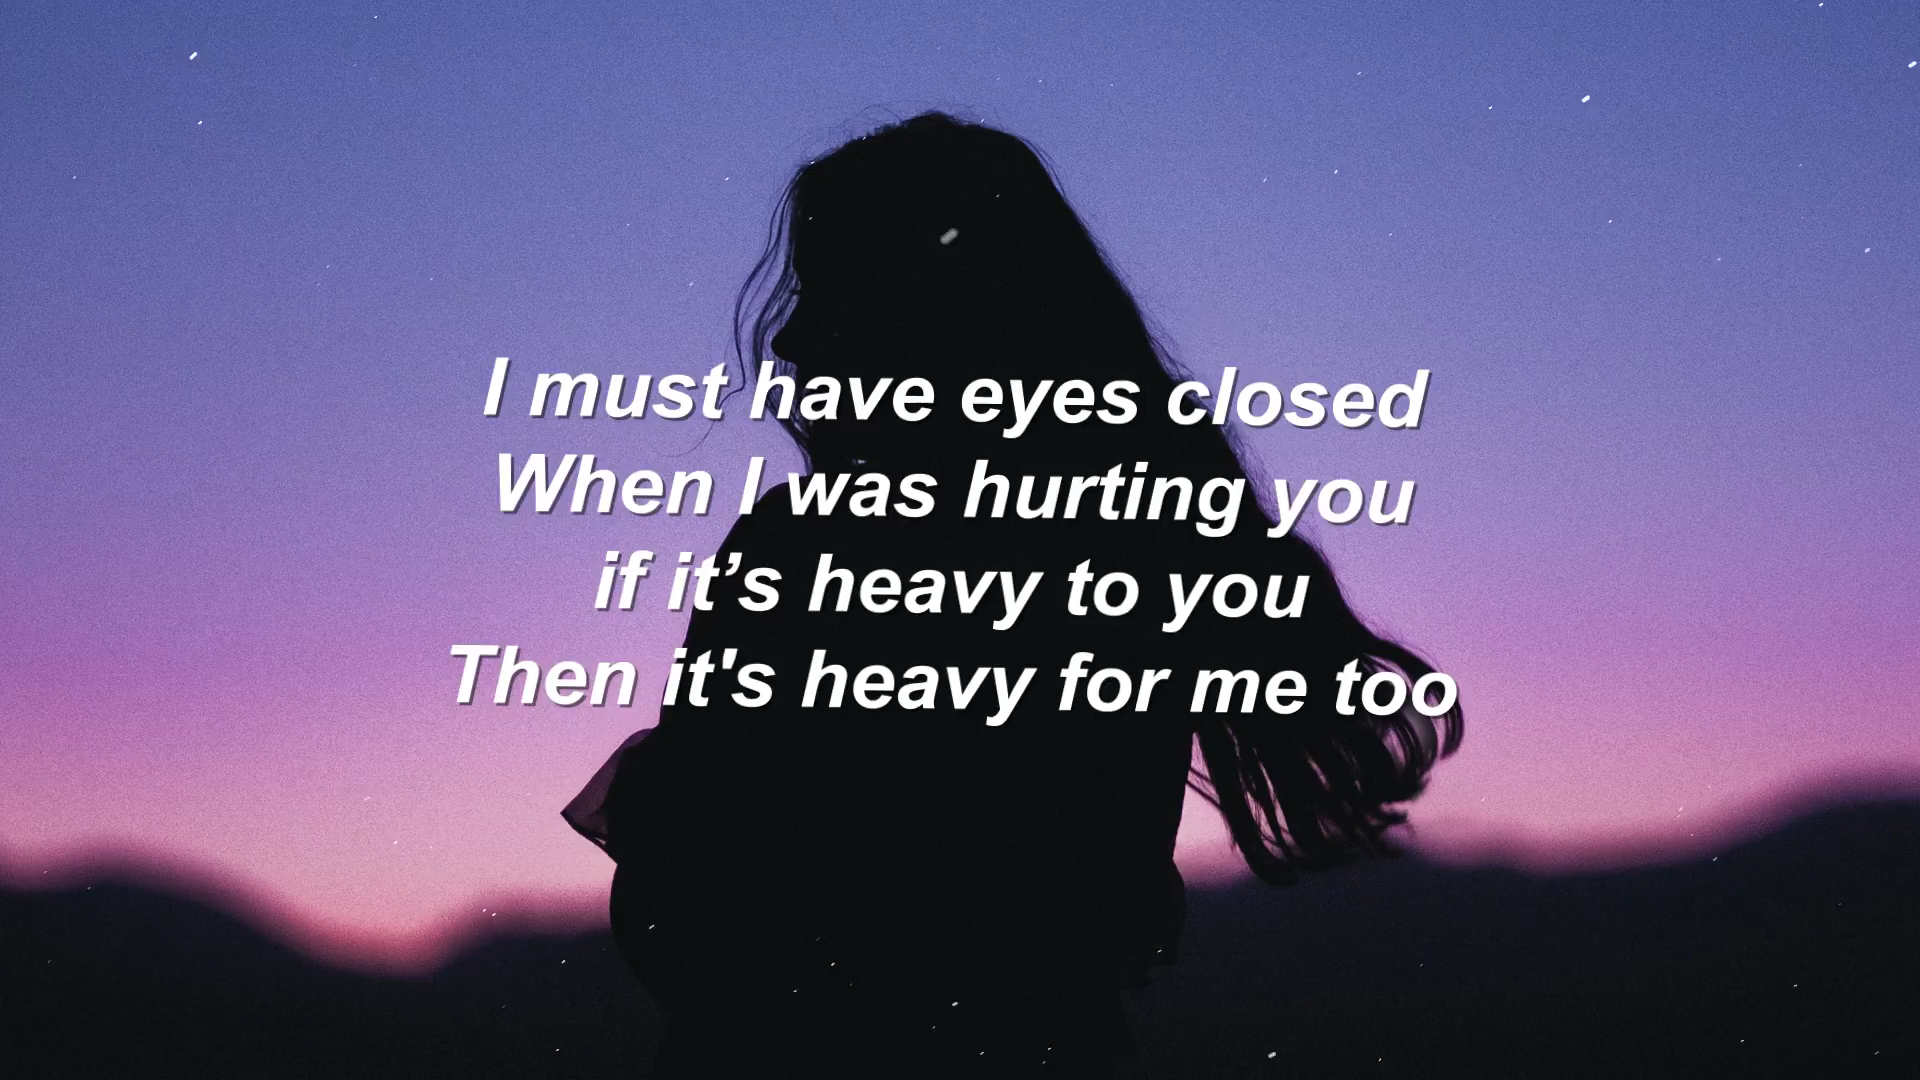 I must have eyes closed
When I was hurting you
if it’s heavy to you
Then it's heavy for me too